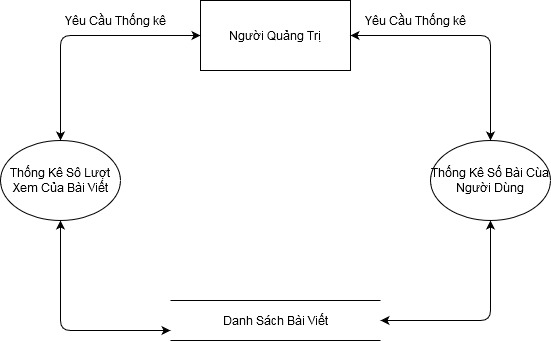 Yêu Cầu Thống kê
Yêu Cầu Thống kê
Người Quảng Trị
Thống Kê Sô Lượt
Xem Của Bài Viết
Thống Kê Số Bài Của
Người Dùng
Danh Sách Bài Viết